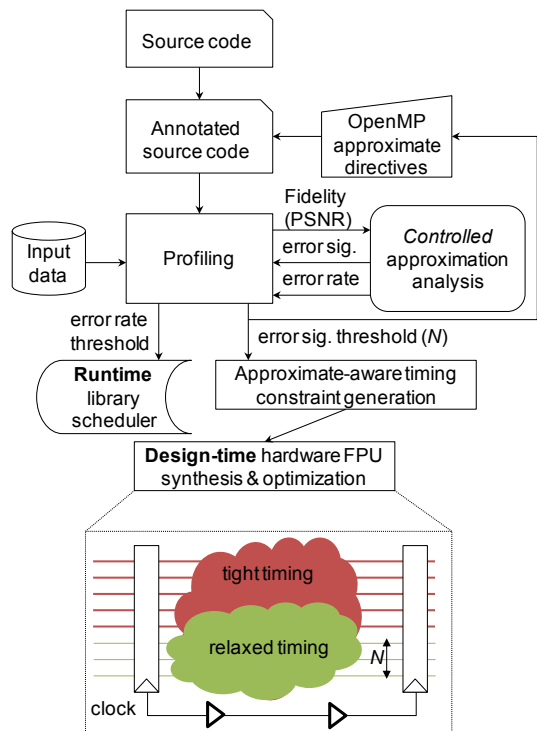 Source code
Annotated
source code
OpenMP
approximate
directives
Fidelity
(PSNR)
Input
data
Profiling
error sig.
error rate
Controlled
approximation
analysis
error rate
threshold
error sig. threshold (N)
Runtime
library
scheduler
Approximate-aware timing
constraint generation
Design-time hardware FPU
synthesis & optimization
tight timing
relaxed timing
N
clock